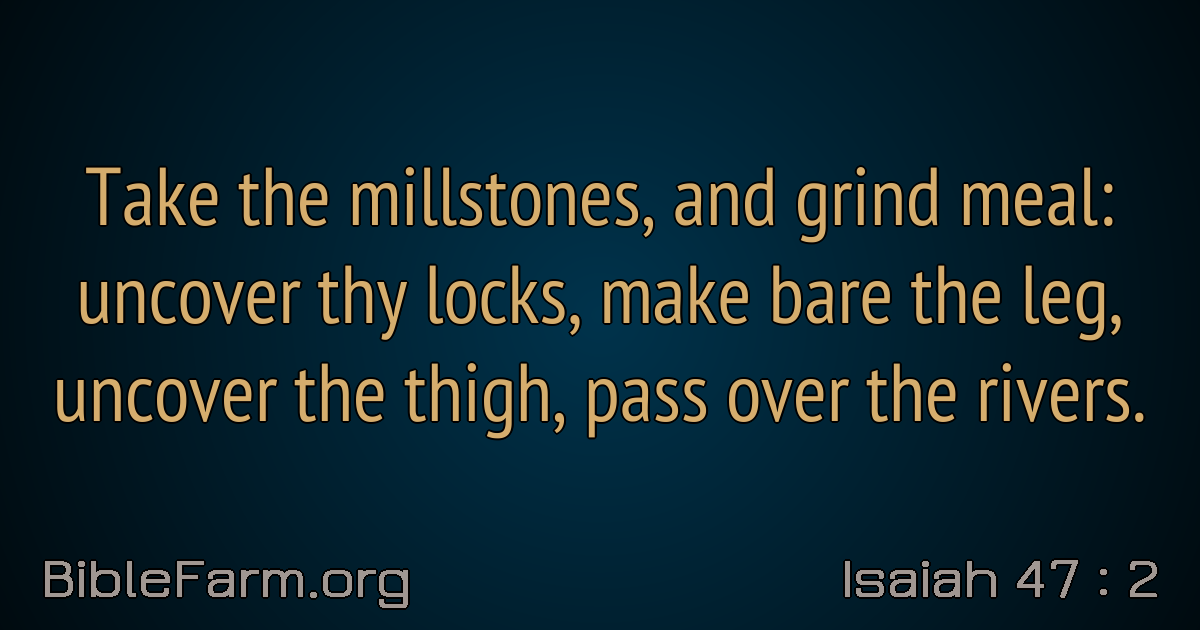 Take the millstones, and grind meal:
uncover thy locks, make bare the leg,
uncover the thigh, pass over the rivers.
BibleFarm.org
Isaiah 47 : 2